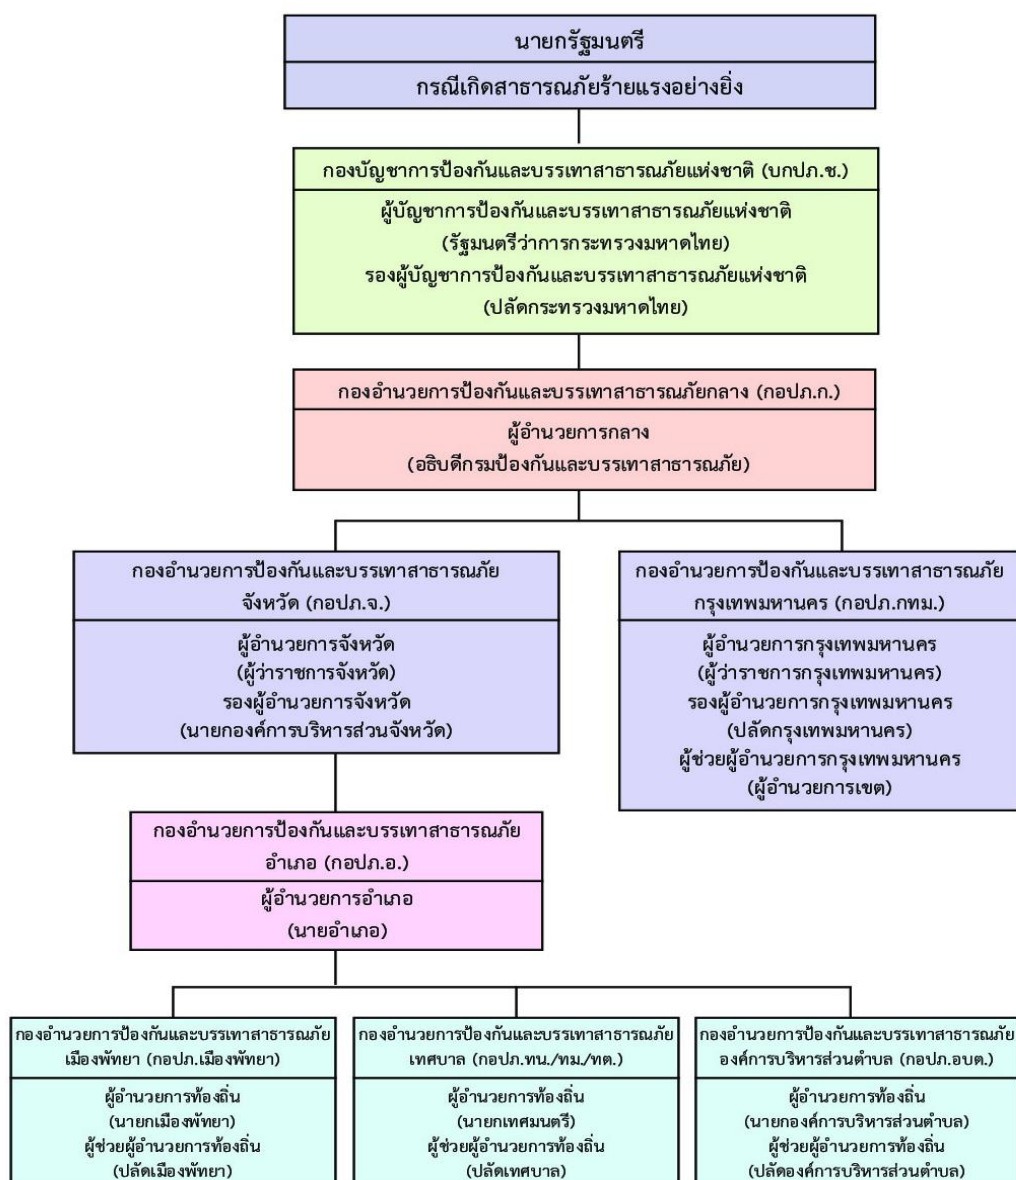 นายกรัฐมนตรี
กรณีเกิดสาธารณภัยร้ายแรงอย่างยิ่ง
กองบัญชาการป้องกันและบรรเทาสาธารณภัยแห่งชาติ (บกปภ.ช.)
ผู้บัญชาการป้องกันและบรรเทาสาธารณภัยแห่งชาติ
(รัฐมนตรีว่าการกระทรวงมหาดไทย)
รองผู้บัญชาการป้องกันและบรรเทาสาธารณภัยแห่งชาติ
(ปลัดกระทรวงมหาดไทย)
กองอำนวยการป้องกันและบรรเทาสาธารณภัยกลาง (กอปภ.ก.)
ผู้อำนวยการกลาง
(อธิบดีกรมป้องกันและบรรเทาสาธารณภัย)
กองอำนวยการป้องกันและบรรเทาสาธารณภัย
จังหวัด (กอปภ.จ.)
ผู้อำนวยการจังหวัด
(ผู้ว่าราชการจังหวัด)
รองผู้อำนวยการจังหวัด
(นายกองค์การบริหารส่วนจังหวัด)
กองอำนวยการป้องกันและบรรเทาสาธารณภัย
กรุงเทพมหานคร (กอปภ.กทม.)
ผู้อำนวยการกรุงเทพมหานคร
(ผู้ว่าราชการกรุงเทพมหานคร)
รองผู้อำนวยการกรุงเทพมหานคร
(ปลัดกรุงเทพมหานคร)
ผู้ช่วยผู้อำนวยการกรุงเทพมหานคร
(ผู้อำนวยการเขต)
กองอำนวยการป้องกันและบรรเทาสาธารณภัย
อำเภอ (กอปภ.อ.)
ผู้อำนวยการอำเภอ
(นายอำเภอ)
กองอำนวยการป้องกันและบรรเทาสาธารณภัย
เมืองพัทยา (กอปภ.เมืองพัทยา)
ผู้อำนวยการท้องถิ่น
(นายกเมืองพัทยา)
ผู้ช่วยผู้อำนวยการท้องถิ่น
(ปลัดเมืองพัทยา)
กองอำนวยการป้องกันและบรรเทาสาธารณภัย
เทศบาล (กอปภ.ทน./ทม./ทต.)
ผู้อำนวยการท้องถิ่น
(นายกเทศมนตรี)
ผู้ช่วยผู้อำนวยการท้องถิ่น
(ปลัดเทศบาล)
กองอำนวยการป้องกันและบรรเทาสาธารณภัย
องค์การบริหารส่วนตำบล (กอปภ.อบต.)
ผู้อำนวยการท้องถิ่น
(นายกองค์การบริหารส่วนตำบล)
ผู้ช่วยผู้อำนวยการท้องถิ่น
(ปลัดองค์การบริหารส่วนตำบล)